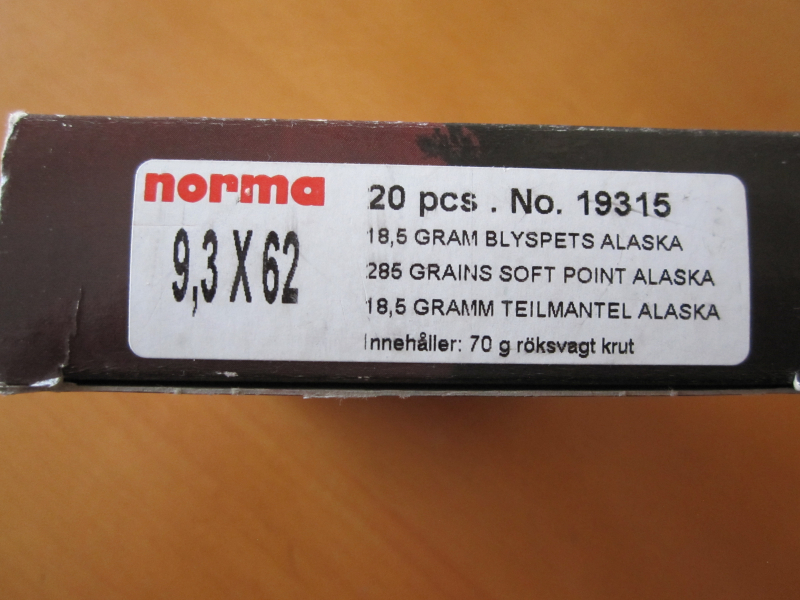 norma
9,3 X 62
20 pcs . No. 19315
18,5 GRAM BLYSPETS ALASKA
285 GRAINS SOFT POINT ALASKA
18,5 GRAMM TEILMANTEL ALASKA
Innehåller: 70 g röksvagt krut